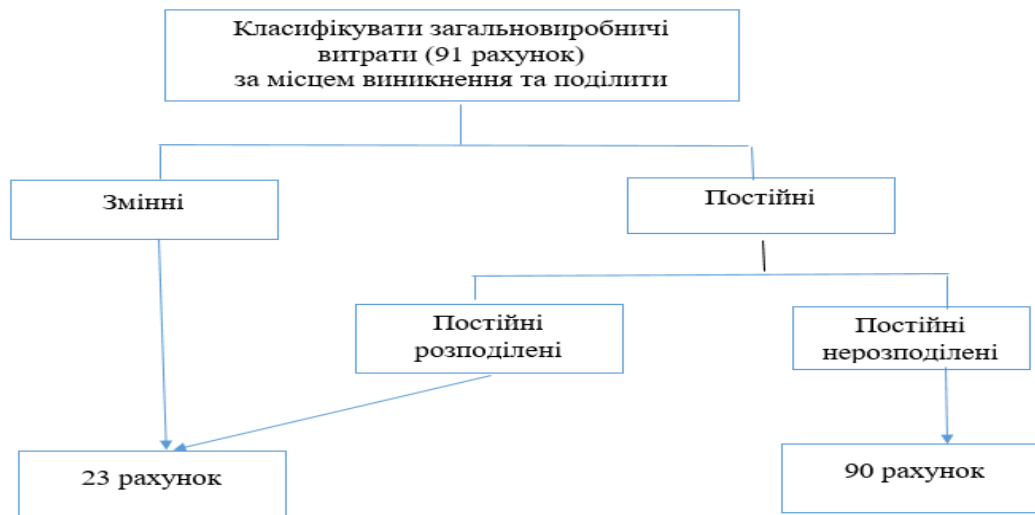 Класифікувати загальновиробничі
витрати (91 рахунок)
за місцем виникнення та поділити
Змінні
Постійні
Постійні
розподілені
Постійні
нерозподілені
23 рахунок
90 рахунок